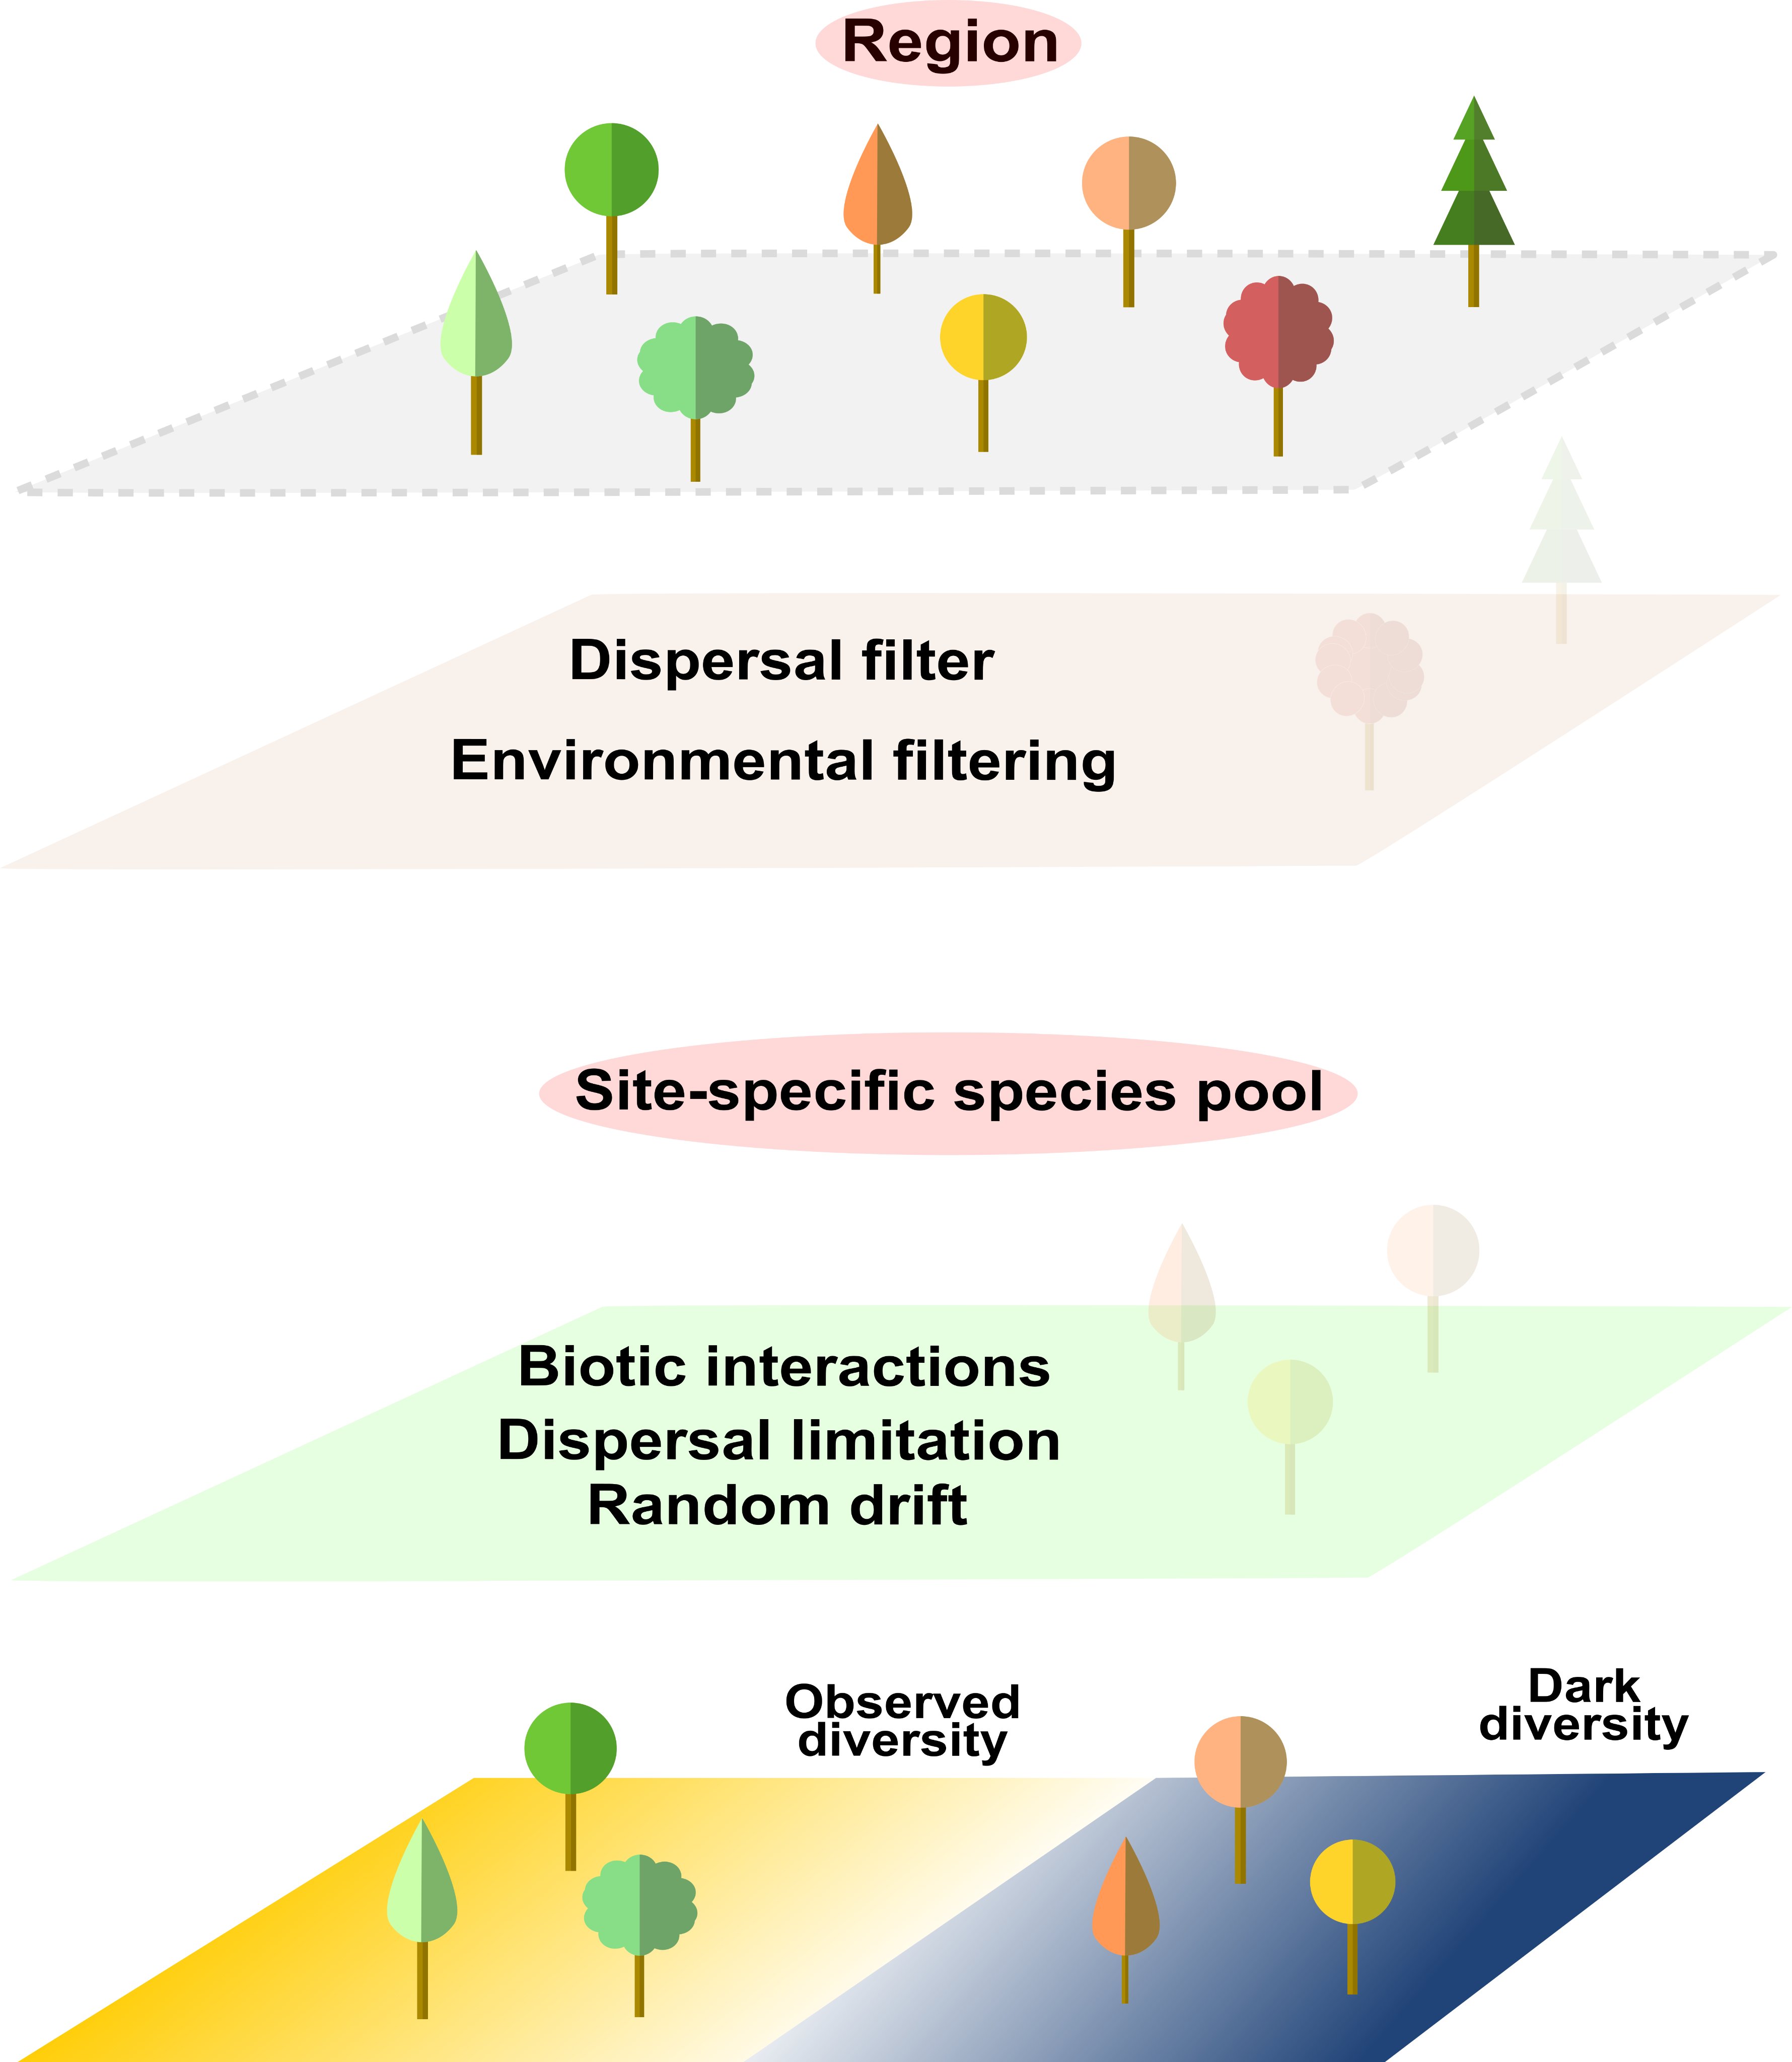 Region
Dispersal filter
Environmental filtering
Site-specific species pool
Biotic interactions
Dispersal limitation
Random drift
Observed
diversity
Dark
diversity